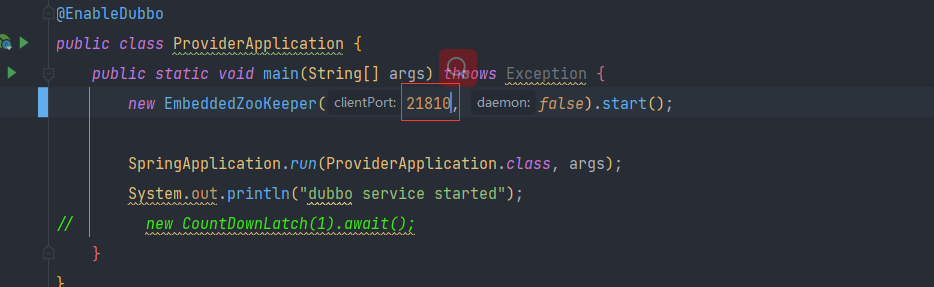 @EnableDubbo
public class ProviderApplication {
public static void main(String[] args) throws Exception {
new EmbeddedZooKeeper( clientPort: 21810, daemon: false).start();
SpringApplication.run(ProviderApplication.class, args);
System.out.println("dubbo service started");
// new CountDownLatch(1).await();
}
}